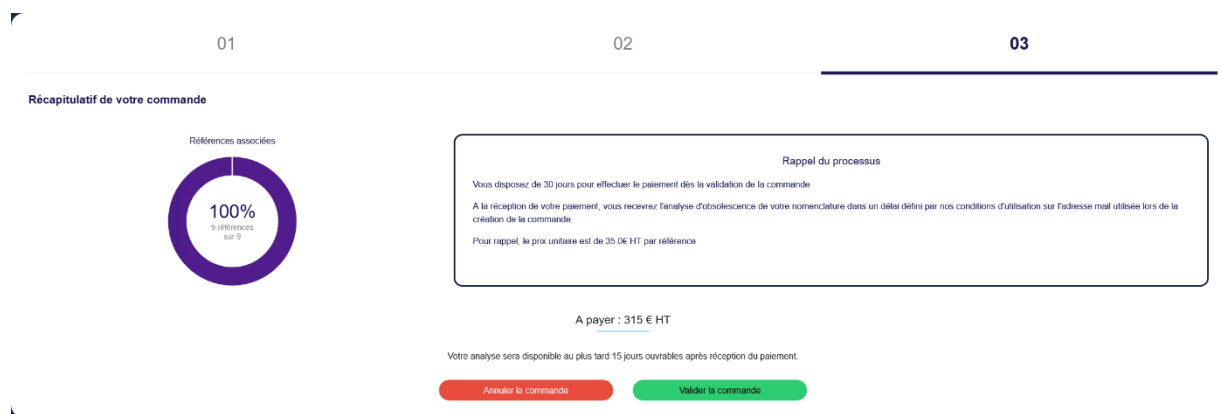 01
02
03
Récapitulatif de votre commande
Références associées
100%
9 références
sur 9
Rappel du processus
Vous disposez de 30 jours pour effectuer le paiement dès la validation de la commande
A la réception de votre paiement, vous recevrez l'analyse d'obsolescence de votre nomenclature dans un délai défini par nos conditions d'utilisation sur l'adresse mail utilisée lors de la
création de la commande.
Pour rappel, le prix unitaire est de 35.0€ HT par référence
A payer : 315 € HT
Votre analyse sera disponible au plus tard 15 jours ouvrables après réception du paiement.
Annuler la commande
Valider la commande